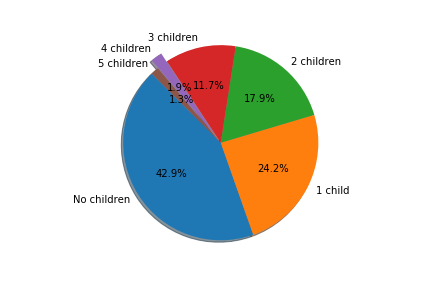 3 children
4 children
5 children
2 children
1.9%
11.7%
1.3%
17.9%
42.9%
24.2%
No children
1 child